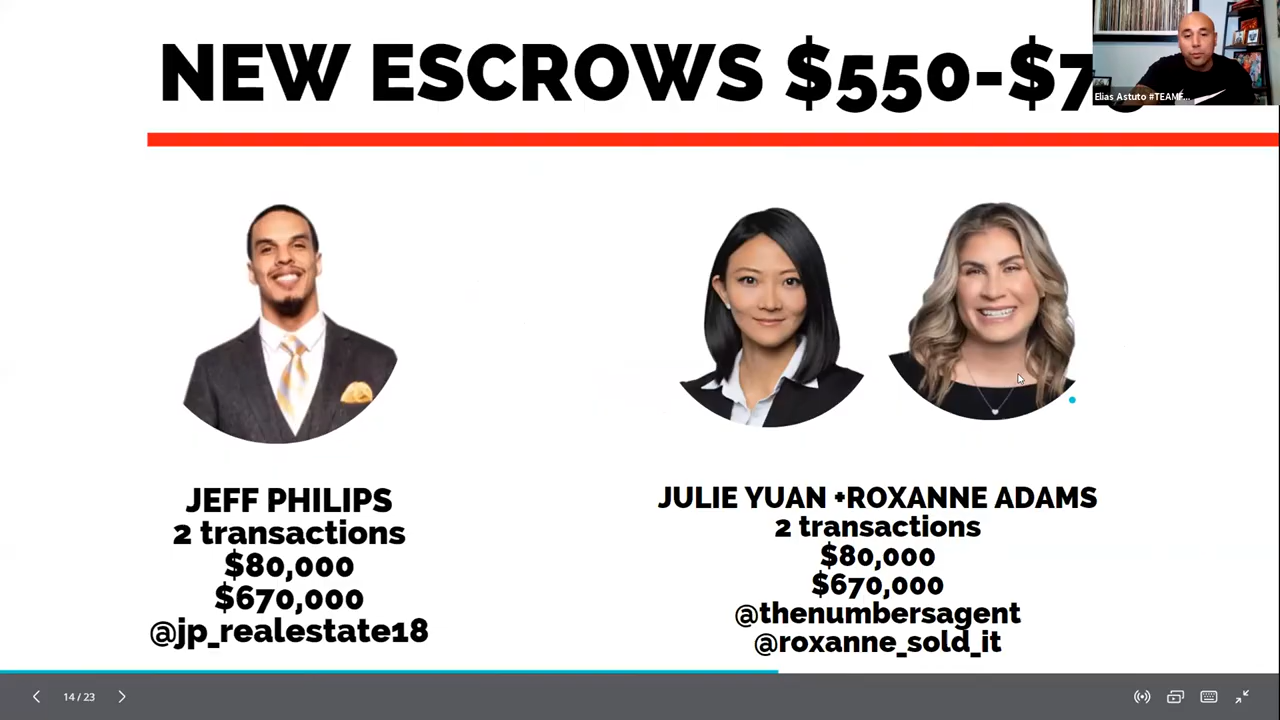 NEW ESCROWS $550-$7
Elias Astuto #TEAMF...
JEFF PHILIPS
2 transactions
$80,000
$670,000
@jp_realestate18
JULIE YUAN +ROXANNE ADAMS
2 transactions
$80,000
$670,000
@thenumbersagent
@roxanne_sold_it
14 / 23